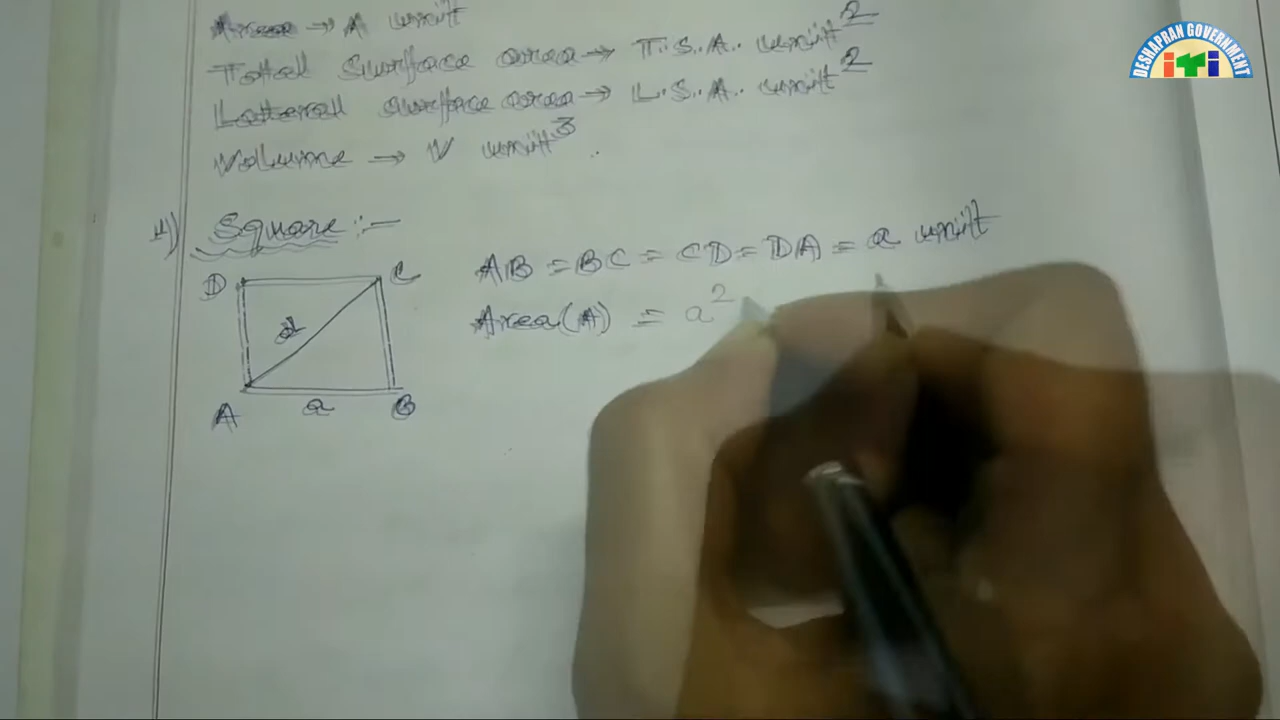 Area → A unit
Total Surface area → T.S.A. unit²
Lateral surface area → L.S.A. unit²
Volume → V unit³
1) Square :-
D C
d
A a B
AB = BC = CD = DA = a unit
Area(A) = a²
DESHAPRAN GOVERNMENT
iTi